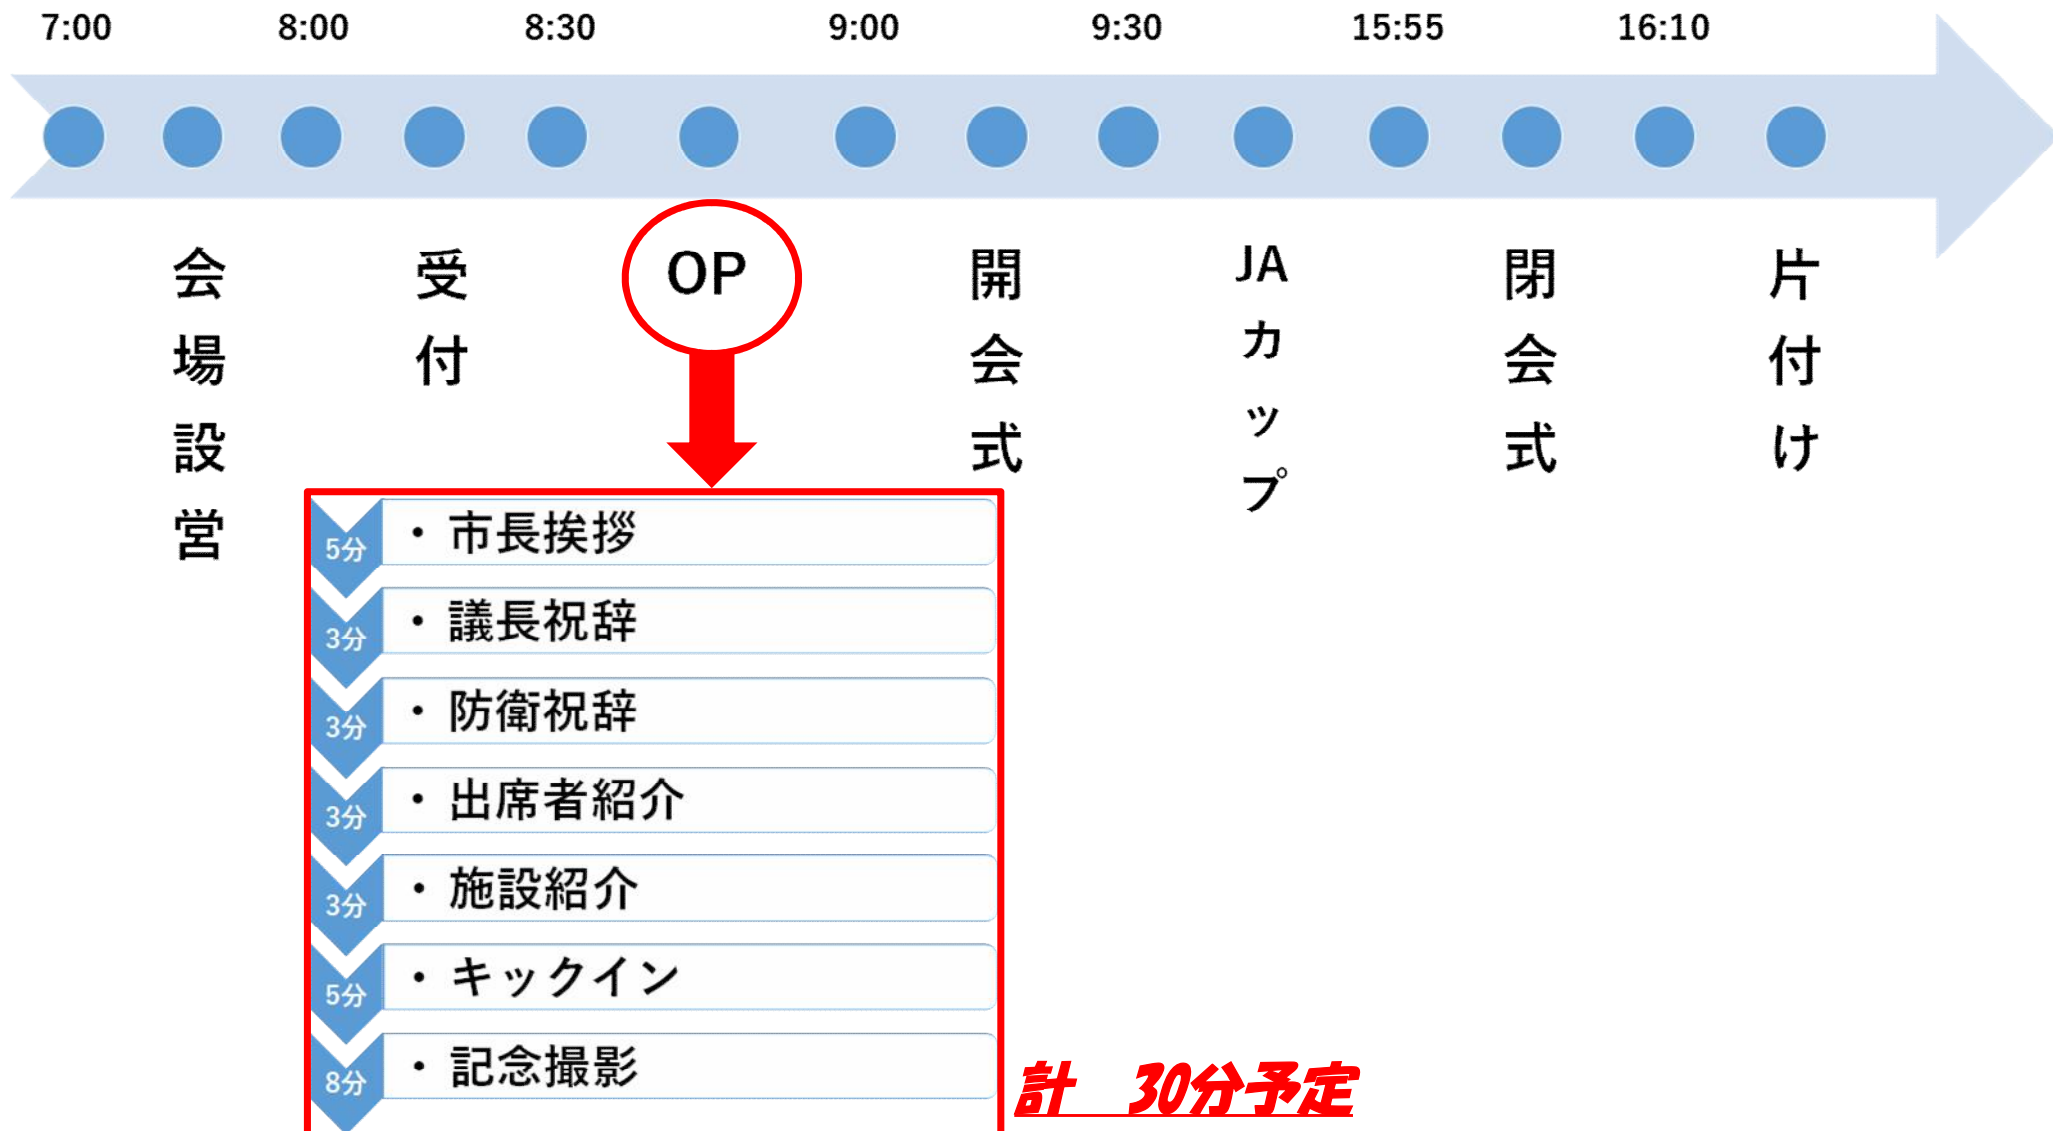 7:00 8:00 8:30 9:00 9:30 15:55 16:10
会場設営
受付
OP
開会式
JAカップ
閉会式
片付け
5分 ・市長挨拶
3分 ・議長祝辞
3分 ・防衛祝辞
3分 ・出席者紹介
3分 ・施設紹介
5分 ・キックイン
8分 ・記念撮影
計　30分予定